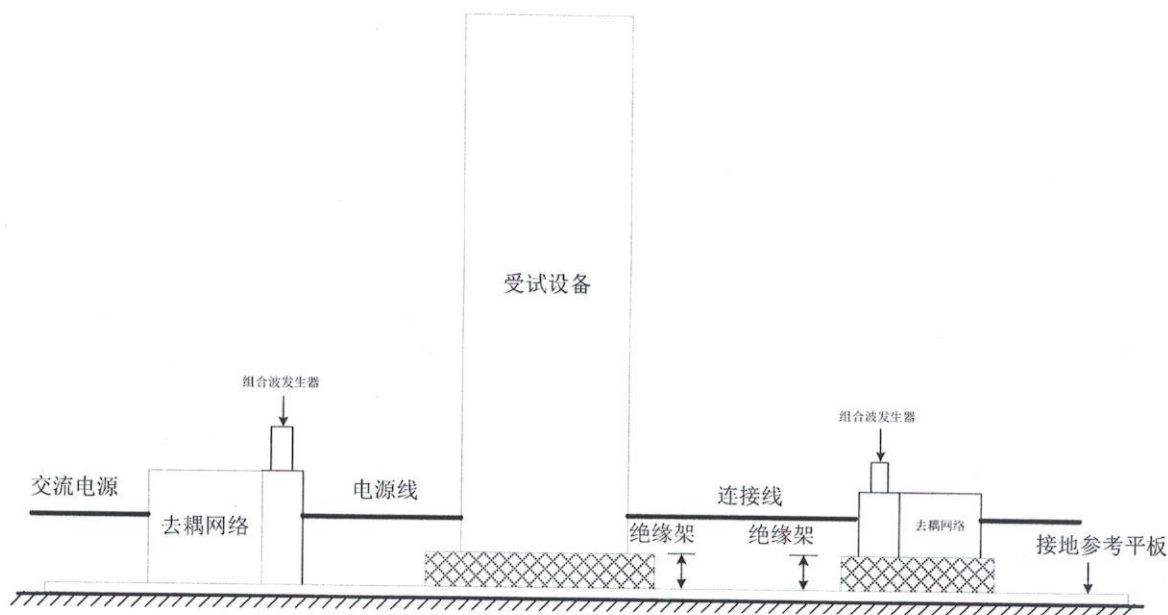 受试设备
组合波发生器
组合波发生器
交流电源
电源线
连接线
去耦网络
去耦网络
绝缘架
绝缘架
接地参考平板